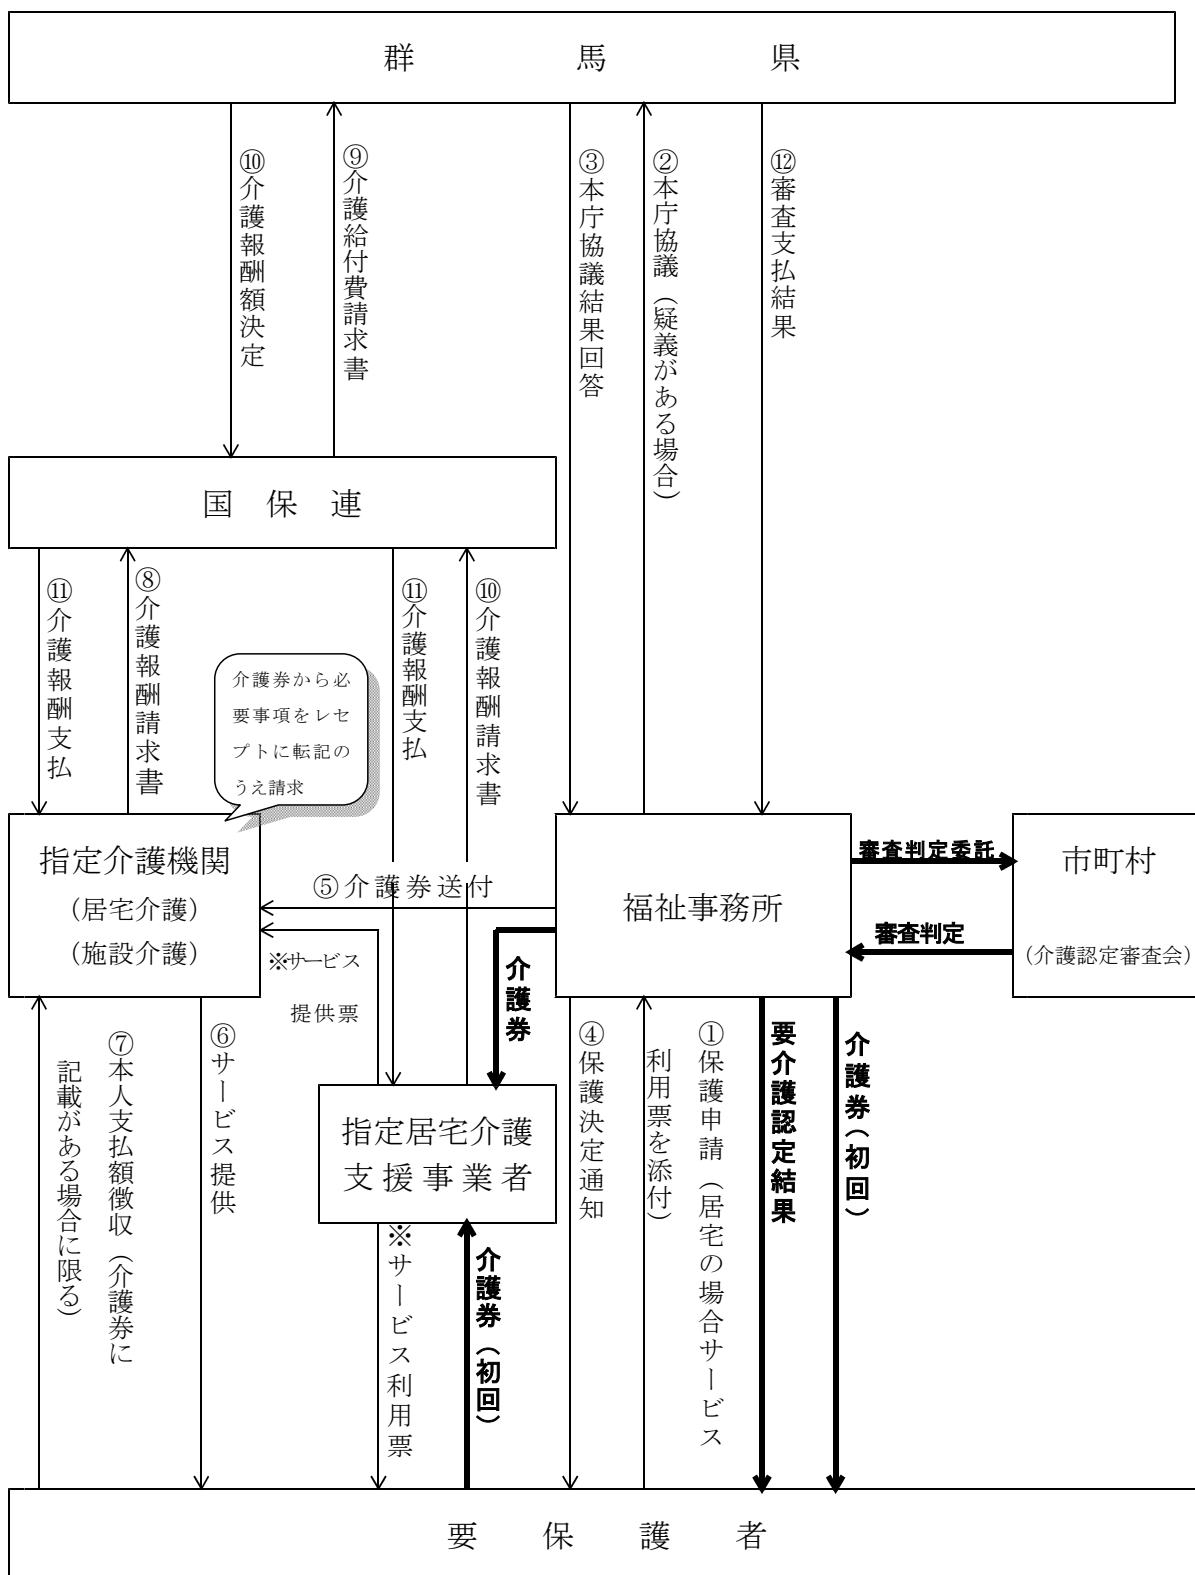 群馬県
⑩介護報酬額決定
⑨介護給付費請求書
③本庁協議結果回答
②本庁協議（疑義がある場合）
⑫審査支払結果
国保連
⑪介護報酬支払
⑧介護報酬請求書
⑪介護報酬支払
⑩介護報酬請求書
介護券から必
要事項をレセ
プトに転記の
うえ請求
指定介護機関
（居宅介護）
（施設介護）
⑤介護券送付
福祉事務所
審査判定委託
審査判定
市町村
（介護認定審査会）
※サービス
提供票
介護券
指定居宅介護
支援事業者
⑦本人支払額徴収（介護券に
記載がある場合に限る）
⑥サービス提供
※サービス利用票
介護券（初回）
④保護決定通知
①保護申請（居宅の場合サービス
利用票を添付）
要介護認定結果
介護券（初回）
要保護者